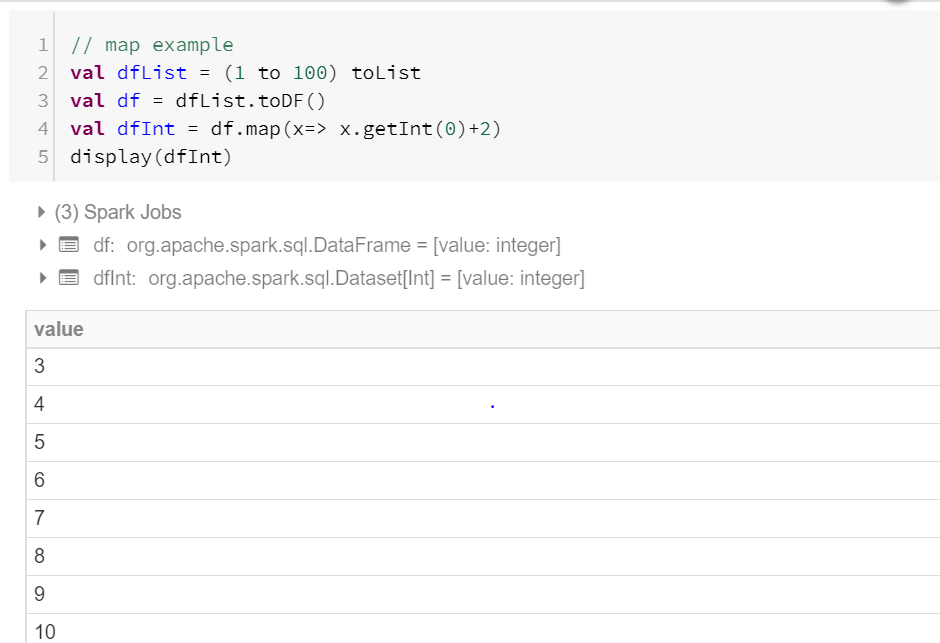 1 // map example
2 val dfList = (1 to 100) toList
3 val df = dfList.toDF()
4 val dfInt = df.map(x=> x.getInt(0)+2)
5 display(dfInt)
(3) Spark Jobs
df: org.apache.spark.sql.DataFrame = [value: integer]
dfInt: org.apache.spark.sql.Dataset[Int] = [value: integer]
value
3
4
5
6
7
8
9
10